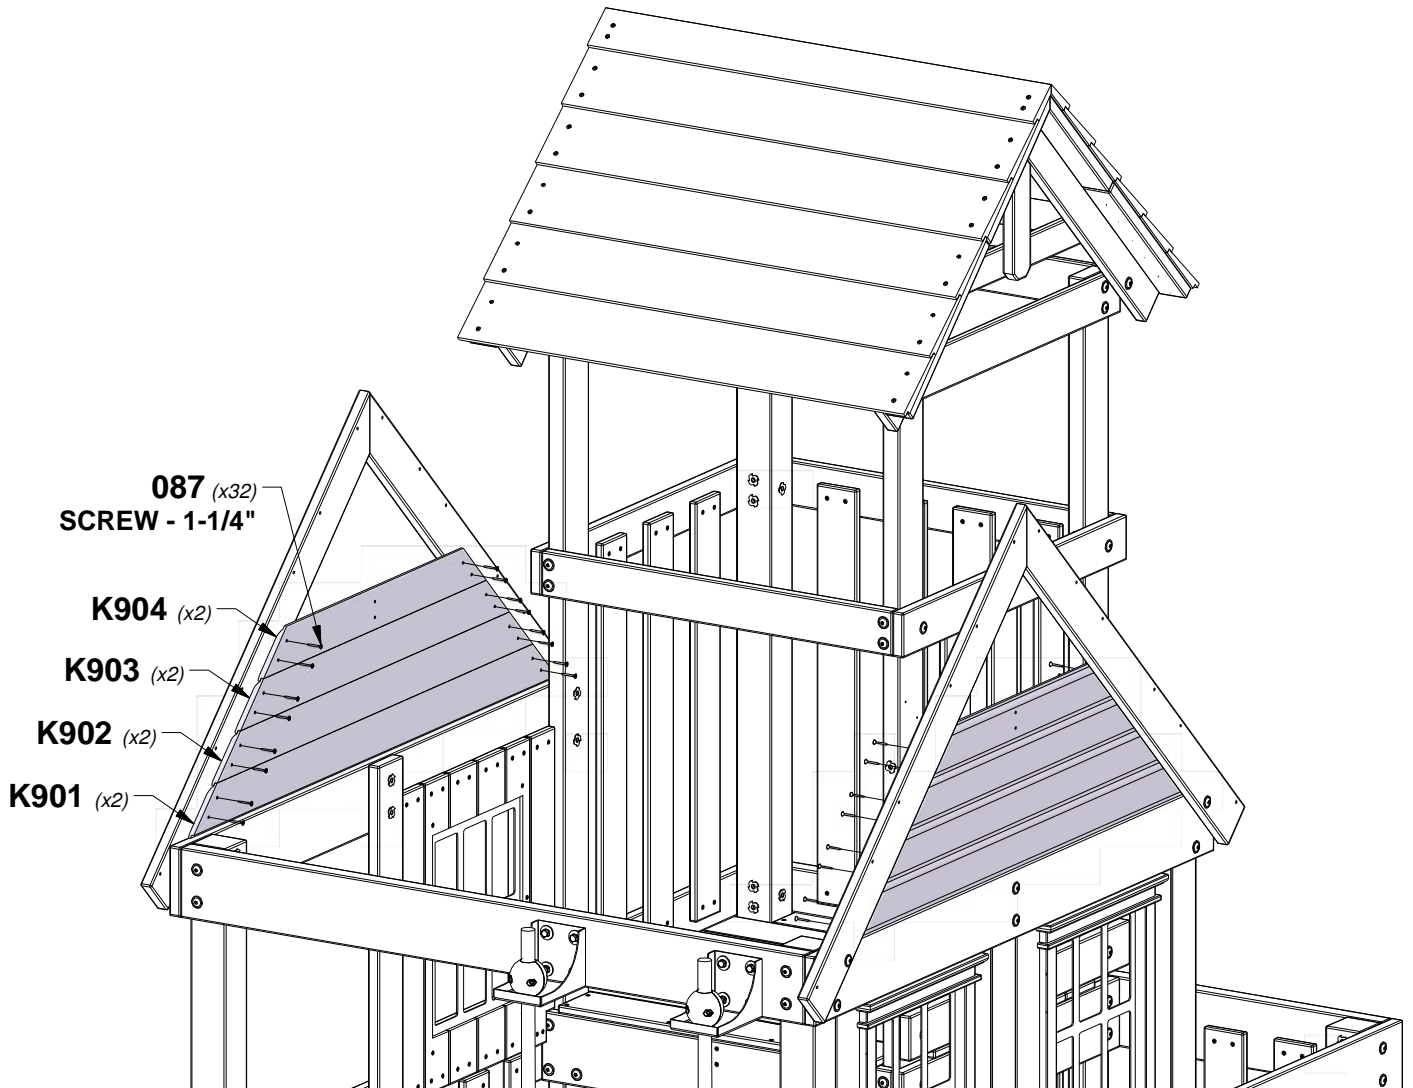 087 (x32)
SCREW - 1-1/4"
K904 (x2)
K903 (x2)
K902 (x2)
K901 (x2)